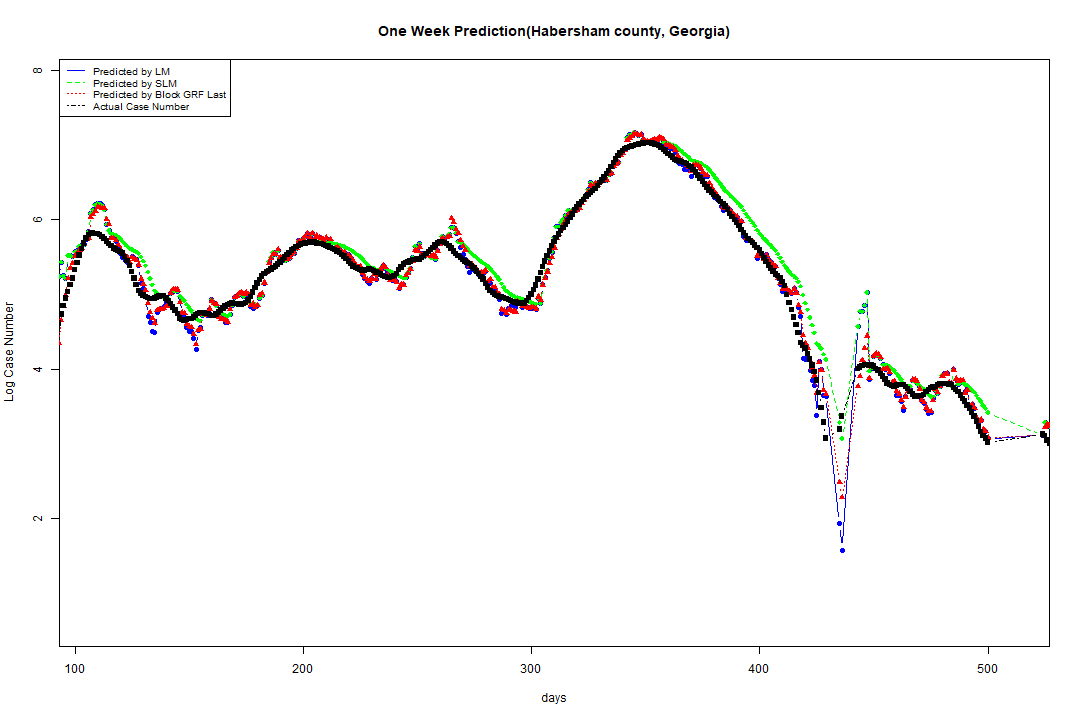 One Week Prediction(Habersham county, Georgia)
Predicted by LM
Predicted by SLM
Predicted by Block GRF Last
Actual Case Number
8
6
4
2
Log Case Number
100 200 300 400 500
days